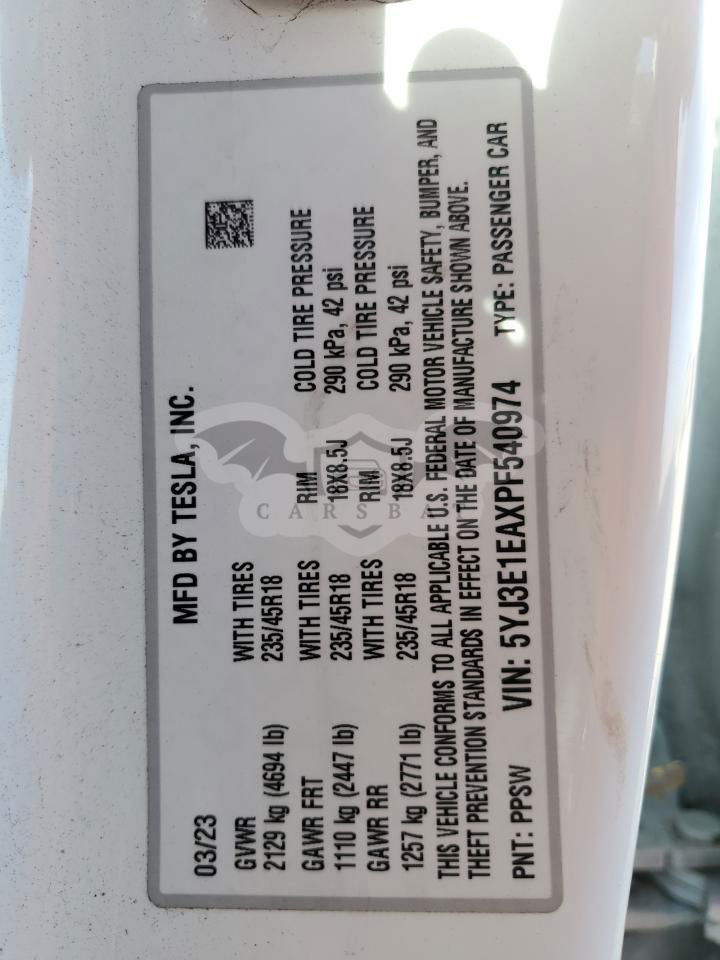 03/23 MFD BY TESLA, INC.
GVWR WITH TIRES
2129 kg (4694 lb) 235/45R18
GAWR FRT WITH TIRES RIM COLD TIRE PRESSURE
1110 kg (2447 lb) 235/45R18 18X8.5J 290 kPa, 42 psi
GAWR RR WITH TIRES RIM COLD TIRE PRESSURE
1257 kg (2771 lb) 235/45R18 18X8.5J 290 kPa, 42 psi
THIS VEHICLE CONFORMS TO ALL APPLICABLE U.S. FEDERAL MOTOR VEHICLE SAFETY, BUMPER, AND
THEFT PREVENTION STANDARDS IN EFFECT ON THE DATE OF MANUFACTURE SHOWN ABOVE.
PNT: PPSW VIN: 5YJ3E1EAXPF540974 TYPE: PASSENGER CAR